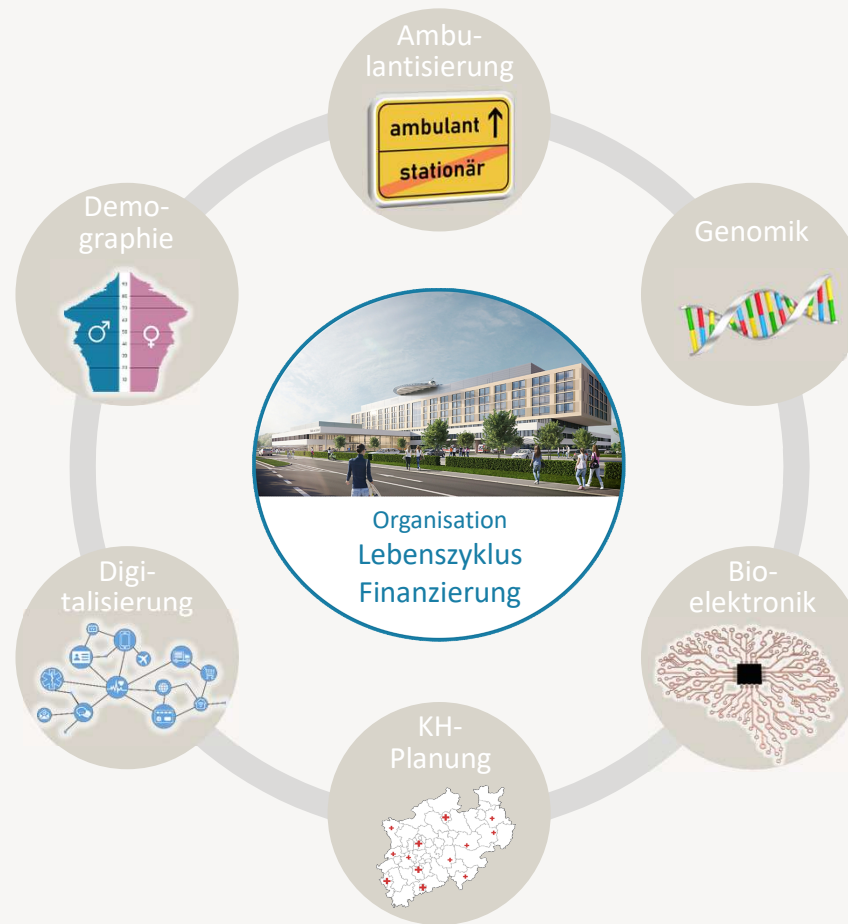 Ambu-
lantisierung
ambulant
stationär
Demo-
graphie
Genomik
Organisation
Lebenszyklus
Finanzierung
Digi-
talisierung
Bio-
elektronik
KH-
Planung